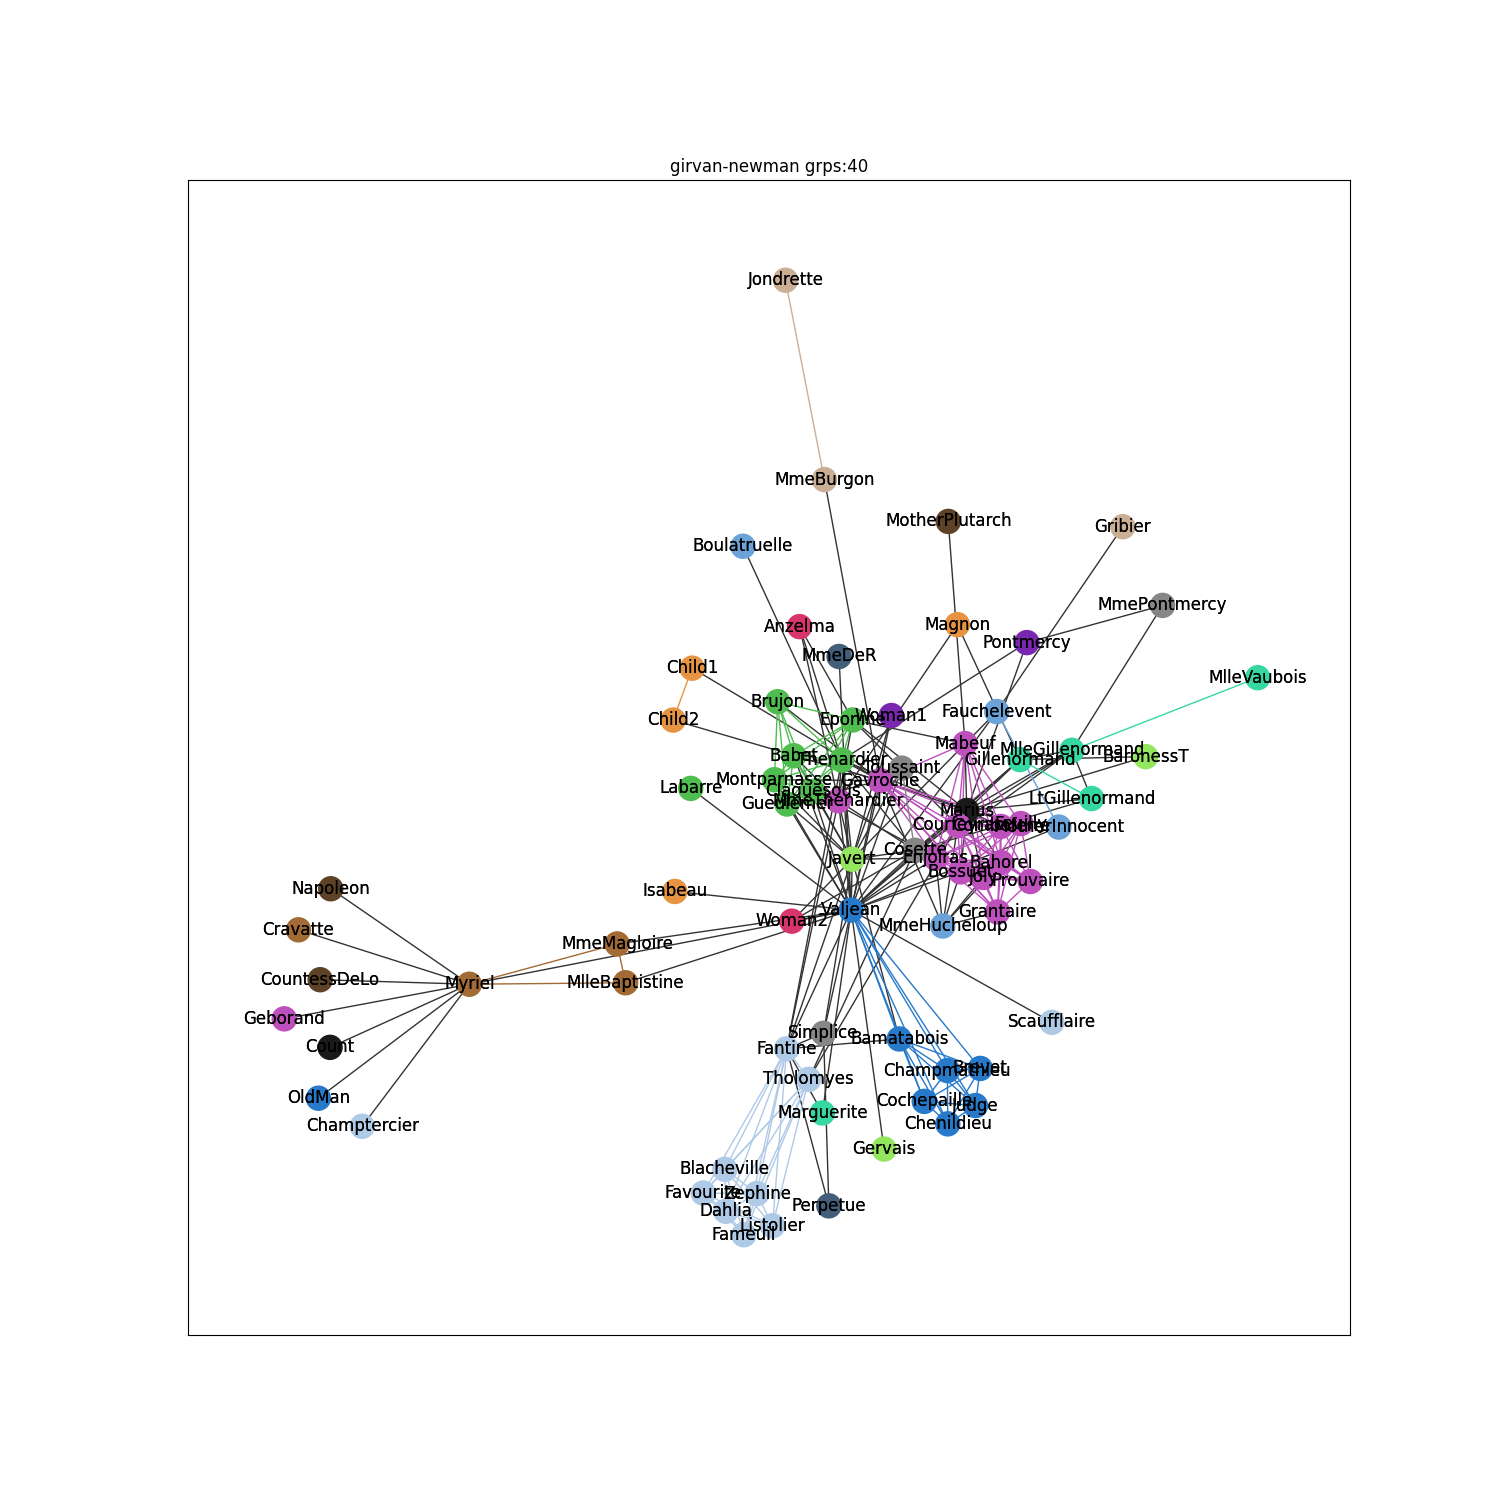 girvan-newman grps:40
Jondrette
MmeBurgon
MotherPlutarch
Gribier
Boulatruelle
MmePontmercy
Anzelma
Magnon
Pontmercy
MmeDeR
Child1
MlleVaubois
Brujon
Child2
Eponine
Woman1
Fauchelevent
Mabeuf
MlleGillenormand
Babet
Thenardier
Gillenormand
BaronessT
Toussaint
Montparnasse
Gavroche
Labarre
Claquesous
LtGillenormand
Gueulemer
MmeThenardier
Marius
Courfeyrac
Combeferre
Feuilly
MotherInnocent
Cosette
Javert
Enjolras
Bahorel
Bossuet
Joly
Prouvaire
Napoleon
Isabeau
Valjean
Grantaire
Woman2
MmeHucheloup
Cravatte
MmeMagloire
CountessDeLo
Myriel
MlleBaptistine
Geborand
Scaufflaire
Simplice
Bamatabois
Count
Fantine
Champmathieu
Brevet
Tholomyes
OldMan
Cochepaille
Judge
Marguerite
Chenildieu
Champtercier
Gervais
Blacheville
Favourite
Zephine
Perpetue
Dahlia
Listolier
Fameuil